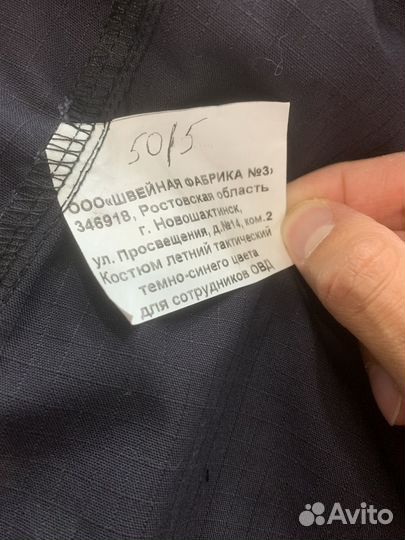 50/5
ООО«ШВЕЙНАЯ ФАБРИКА №3»
346918, Ростовская область
г. Новошахтинск,
ул. Просвещения, д.№14, ком.2
Костюм летний тактический
темно-синего цвета
для сотрудников ОВД
Avito